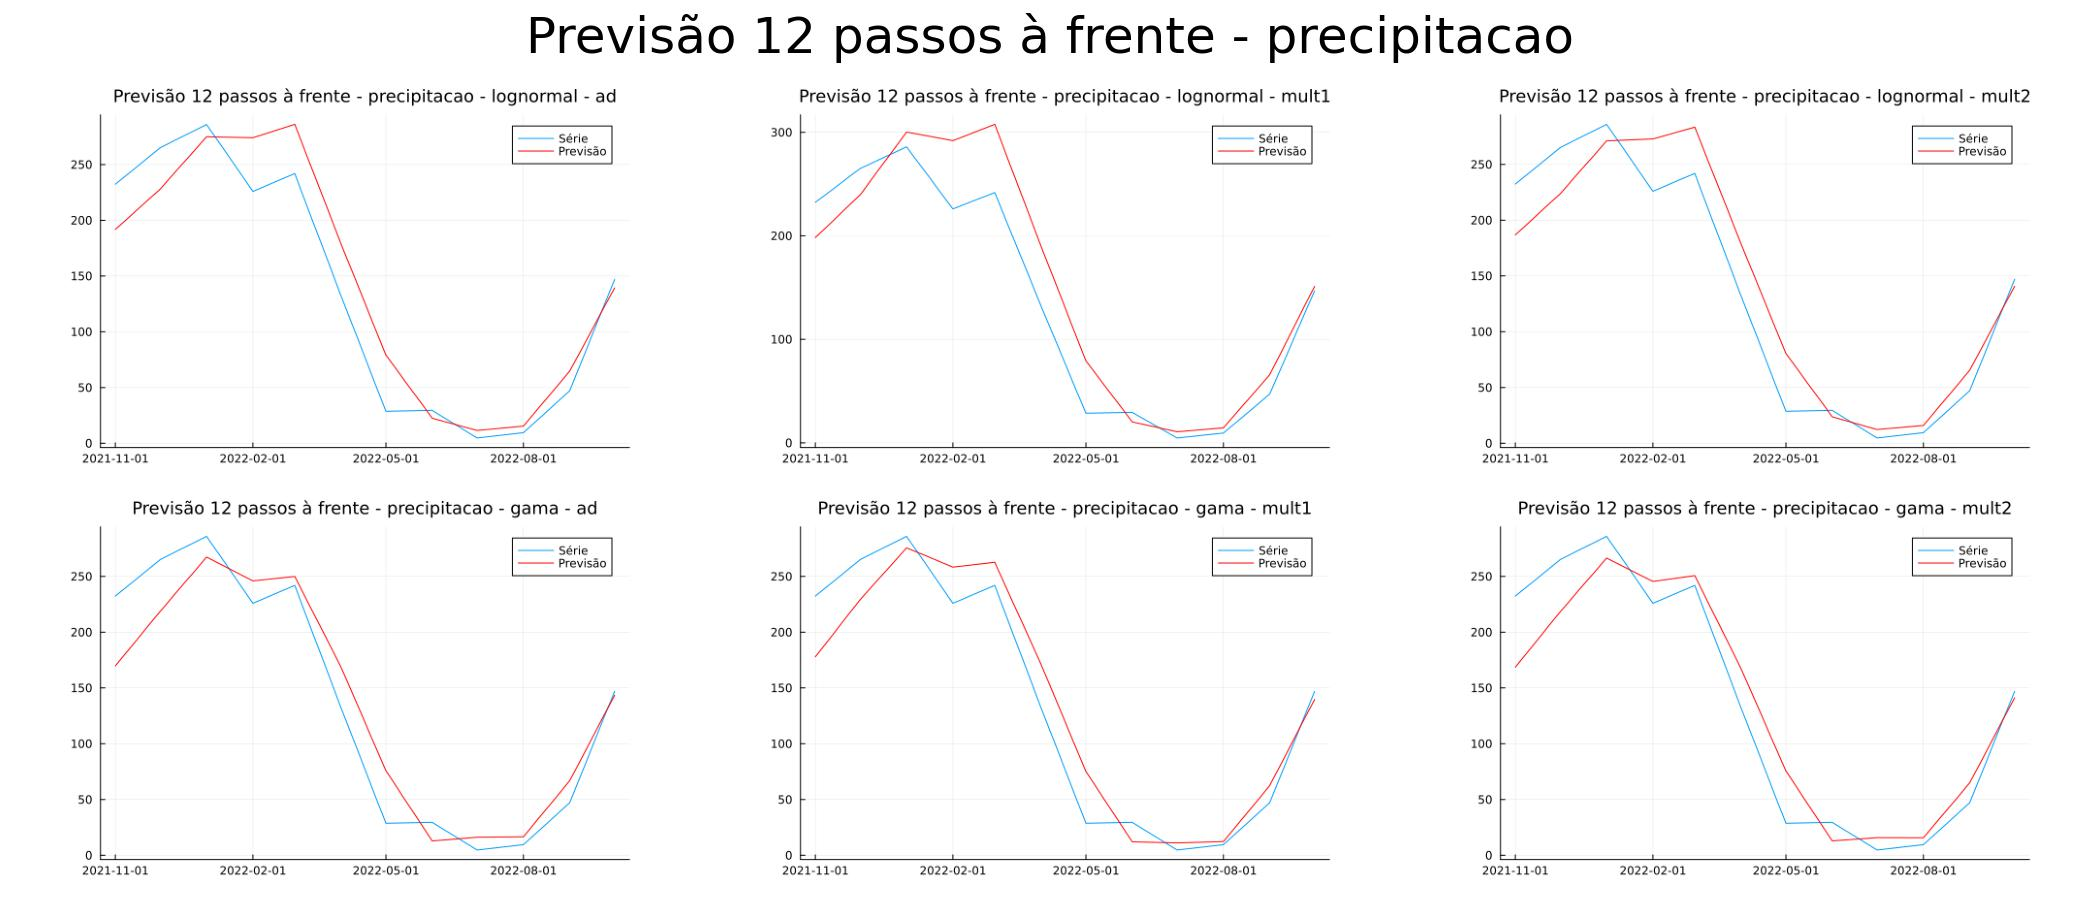 Previsão 12 passos à frente - precipitacao
Previsão 12 passos à frente - precipitacao - lognormal - ad
Série
Previsão
250
200
150
100
50
0
2021-11-01 2022-02-01 2022-05-01 2022-08-01
Previsão 12 passos à frente - precipitacao - lognormal - mult1
Série
Previsão
300
200
100
0
2021-11-01 2022-02-01 2022-05-01 2022-08-01
Previsão 12 passos à frente - precipitacao - lognormal - mult2
Série
Previsão
250
200
150
100
50
0
2021-11-01 2022-02-01 2022-05-01 2022-08-01
Previsão 12 passos à frente - precipitacao - gama - ad
Série
Previsão
250
200
150
100
50
0
2021-11-01 2022-02-01 2022-05-01 2022-08-01
Previsão 12 passos à frente - precipitacao - gama - mult1
Série
Previsão
250
200
150
100
50
0
2021-11-01 2022-02-01 2022-05-01 2022-08-01
Previsão 12 passos à frente - precipitacao - gama - mult2
Série
Previsão
250
200
150
100
50
0
2021-11-01 2022-02-01 2022-05-01 2022-08-01